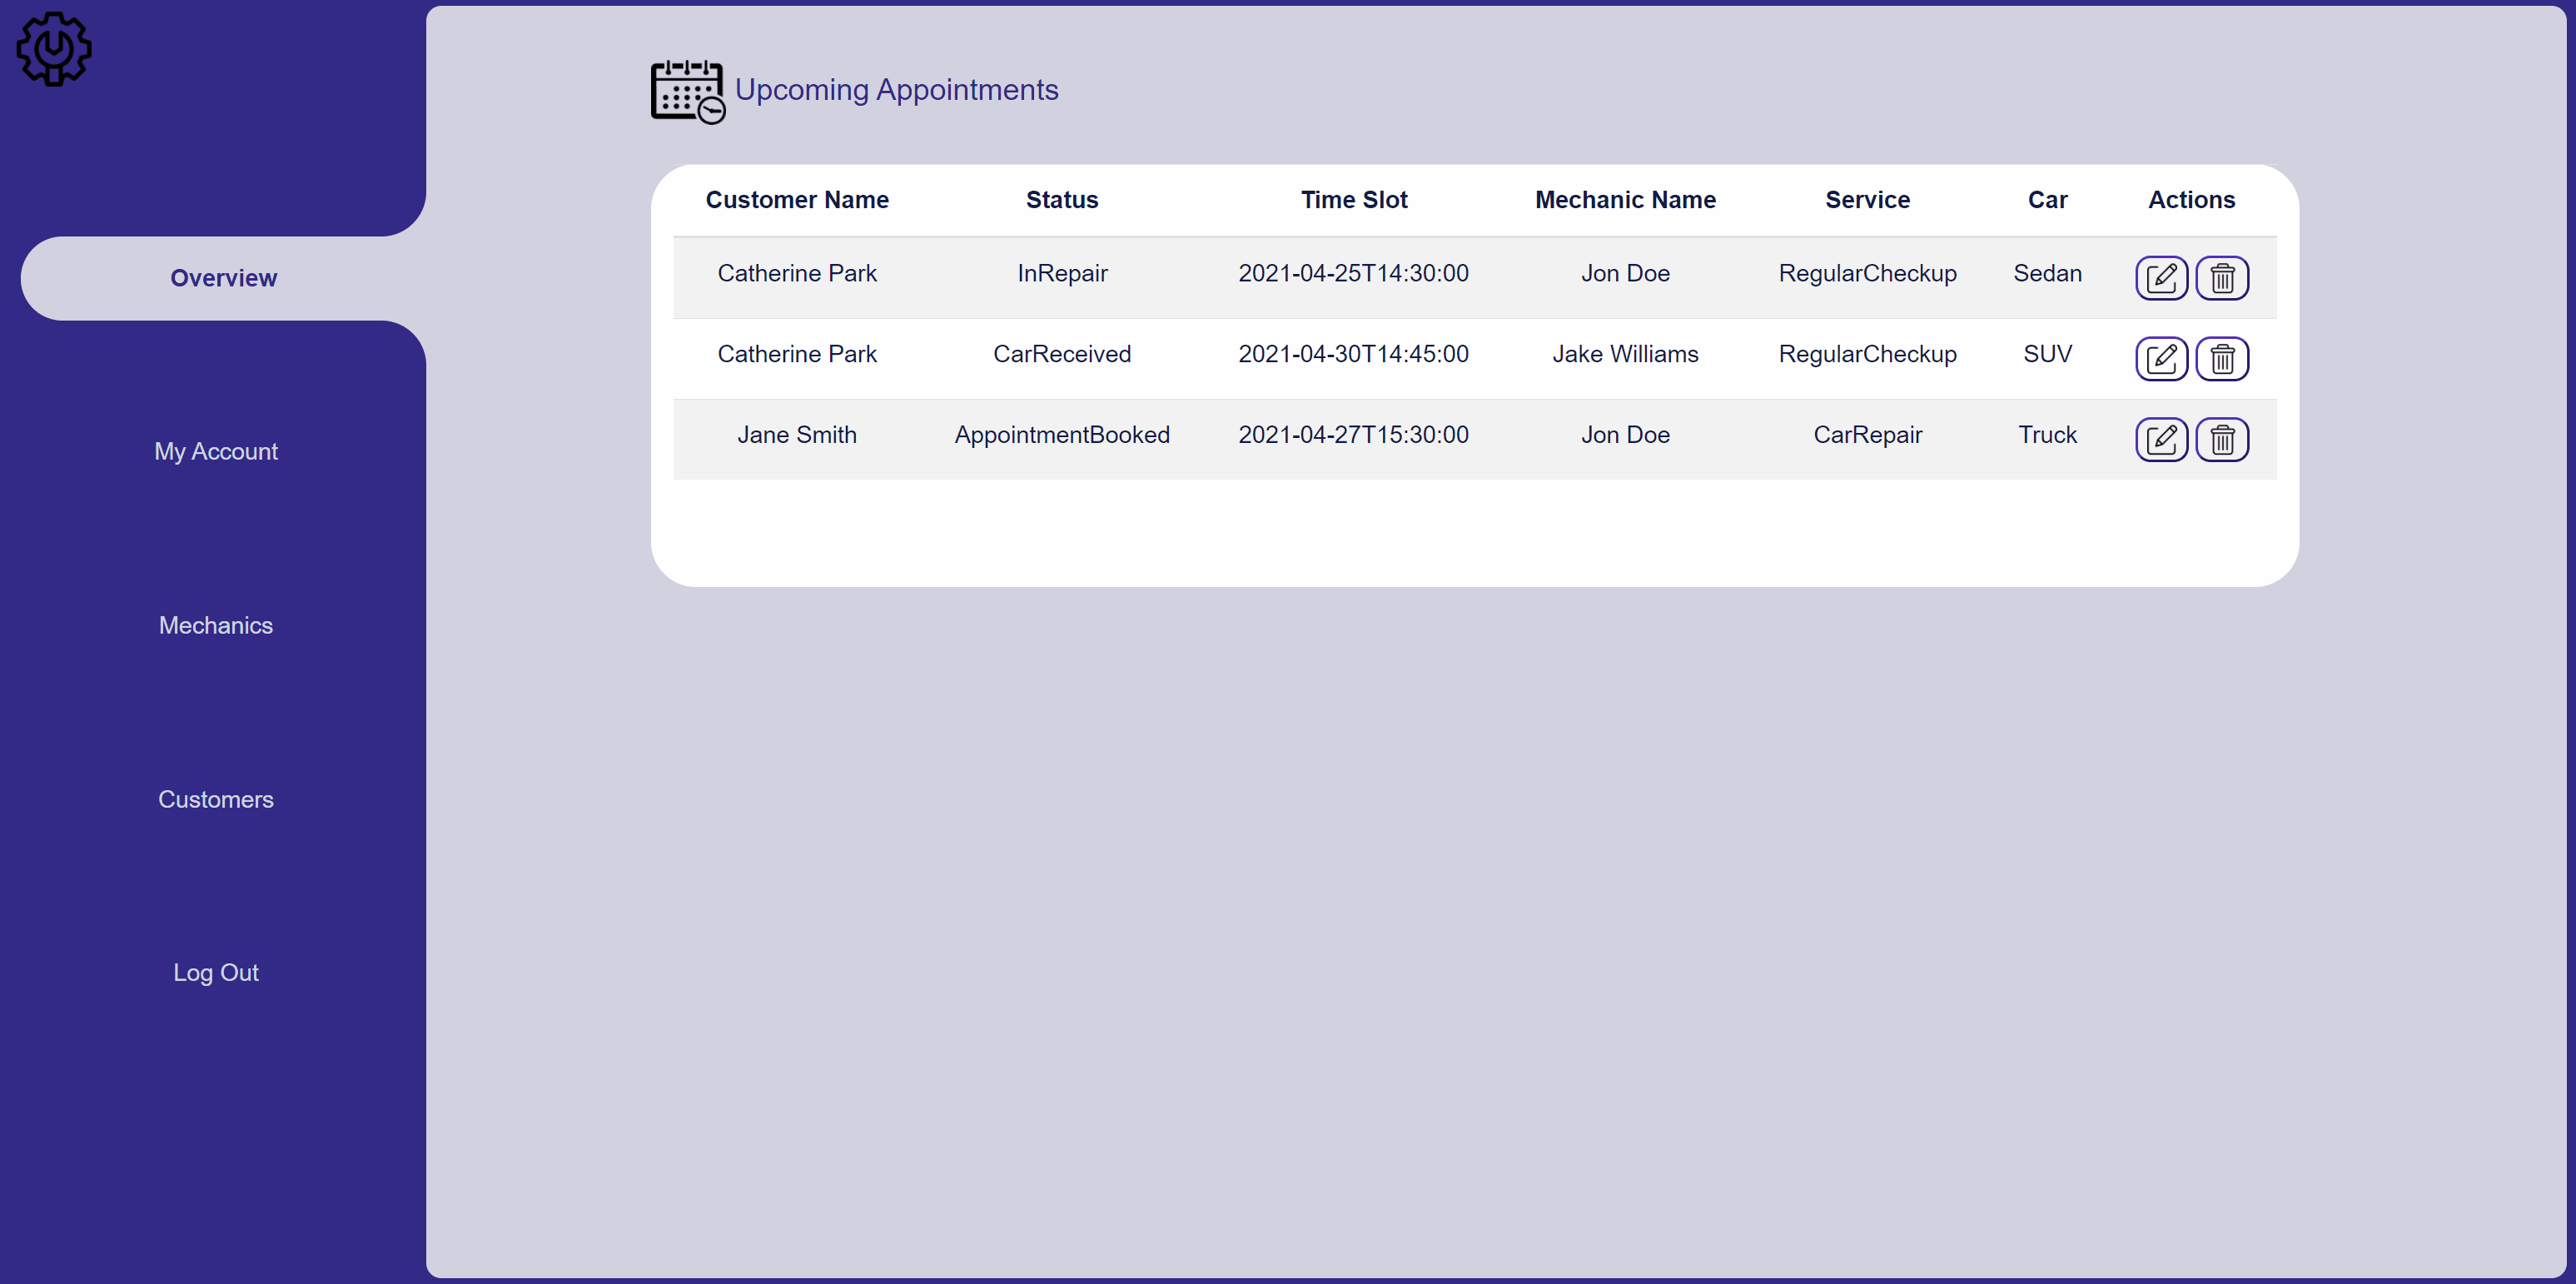 Upcoming Appointments
Customer Name Status Time Slot Mechanic Name Service Car Actions
Overview
Catherine Park InRepair 2021-04-25T14:30:00 Jon Doe RegularCheckup Sedan
Catherine Park CarReceived 2021-04-30T14:45:00 Jake Williams RegularCheckup SUV
Jane Smith AppointmentBooked 2021-04-27T15:30:00 Jon Doe CarRepair Truck
My Account
Mechanics
Customers
Log Out